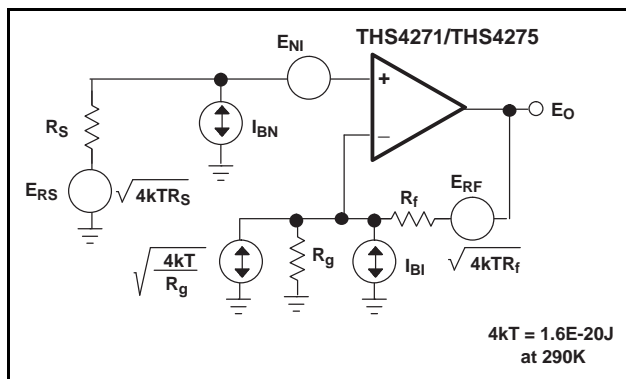 THS4271/THS4275
E_NI
+
–
R_S
I_BN
E_O
E_RS
√4kTR_S
R_f
E_RF
√4kT/R_g
R_g
I_BI
√4kTR_f
4kT = 1.6E-20J
at 290K